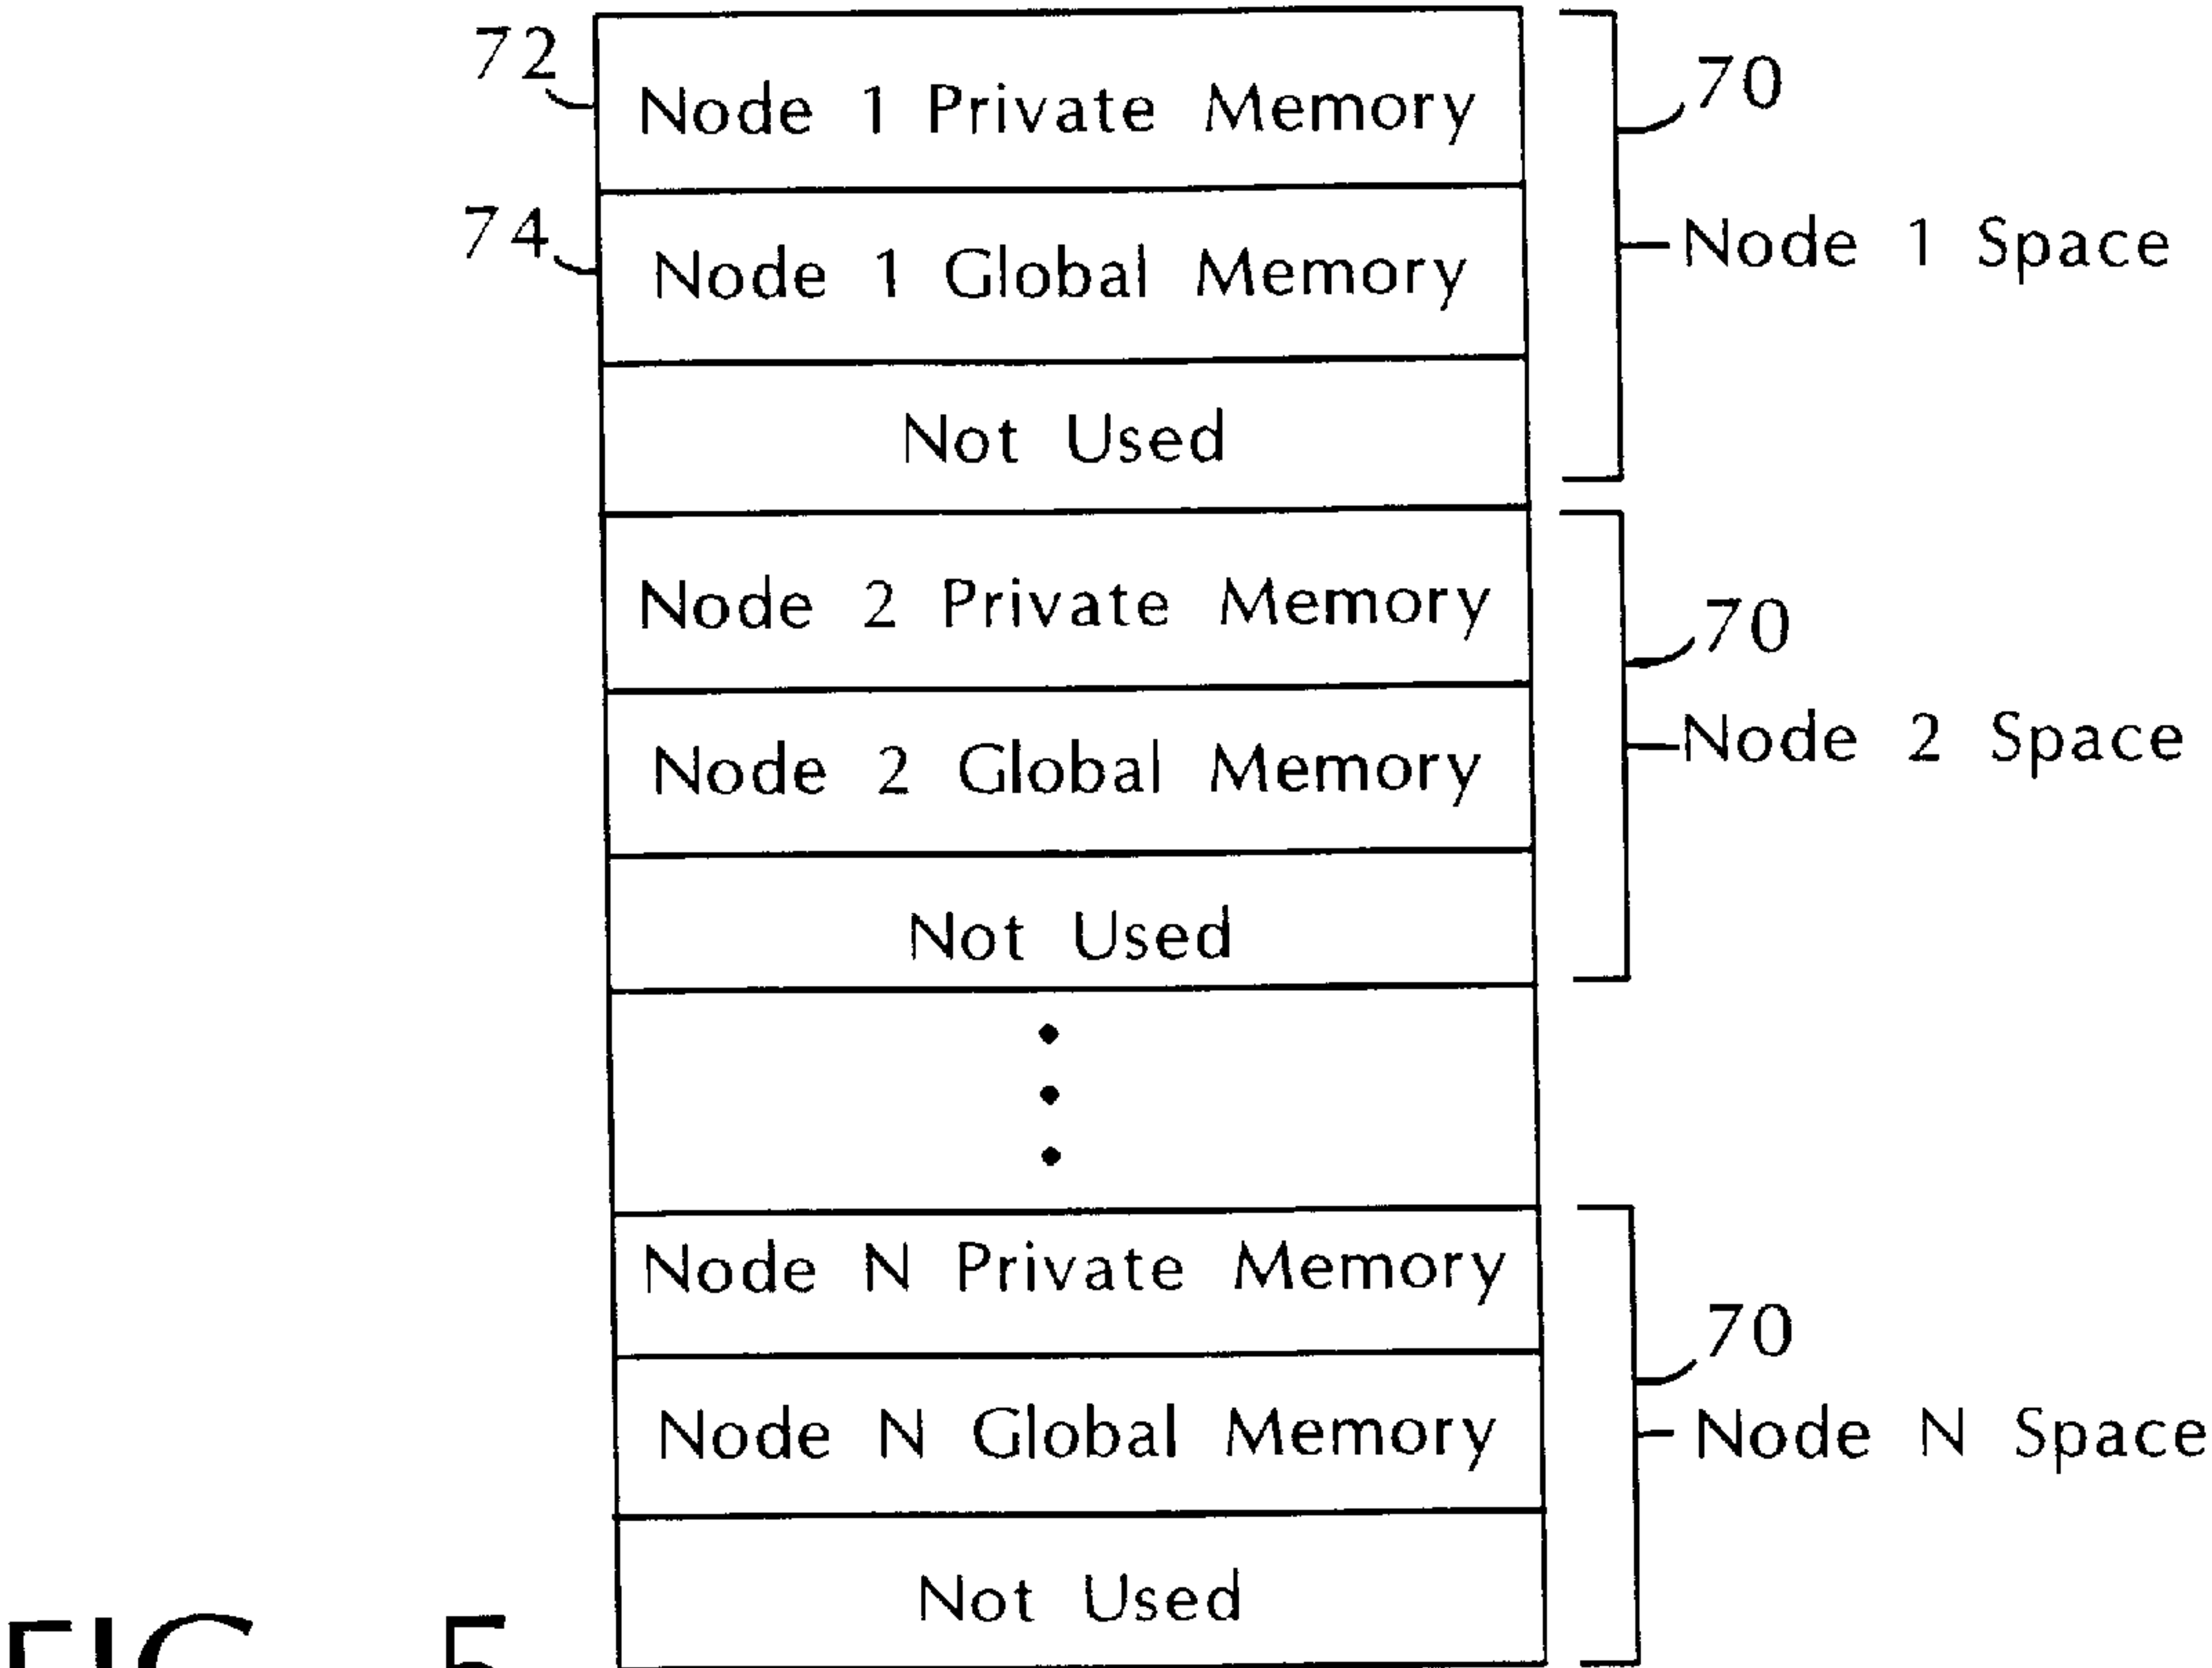 72
Node 1 Private Memory
70
74
Node 1 Global Memory
Node 1 Space
Not Used
Node 2 Private Memory
70
Node 2 Global Memory
Node 2 Space
Not Used
Node N Private Memory
70
Node N Global Memory
Node N Space
Not Used
FIG. 5